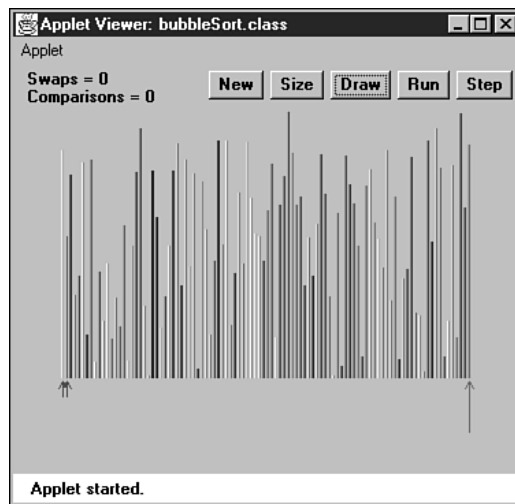 Applet Viewer: bubbleSort.class
Applet
Swaps = 0
Comparisons = 0
New Size Draw Run Step
Applet started.